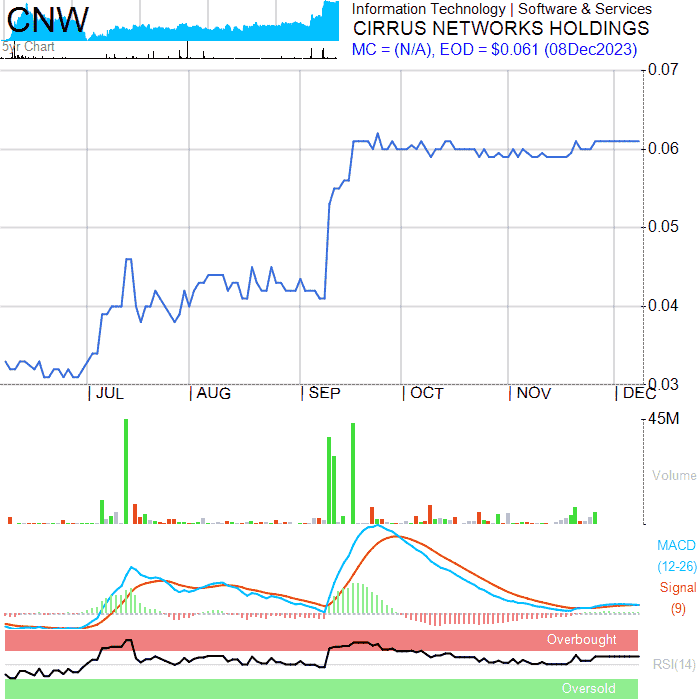 CNW
5yr Chart
Information Technology | Software & Services
CIRRUS NETWORKS HOLDINGS
MC = (N/A), EOD = $0.061 (08Dec2023)
0.07
0.06
0.05
0.04
0.03
JUL AUG SEP OCT NOV DEC
45M
Volume
MACD
(12-26)
Signal
(9)
Overbought
RSI(14)
Oversold